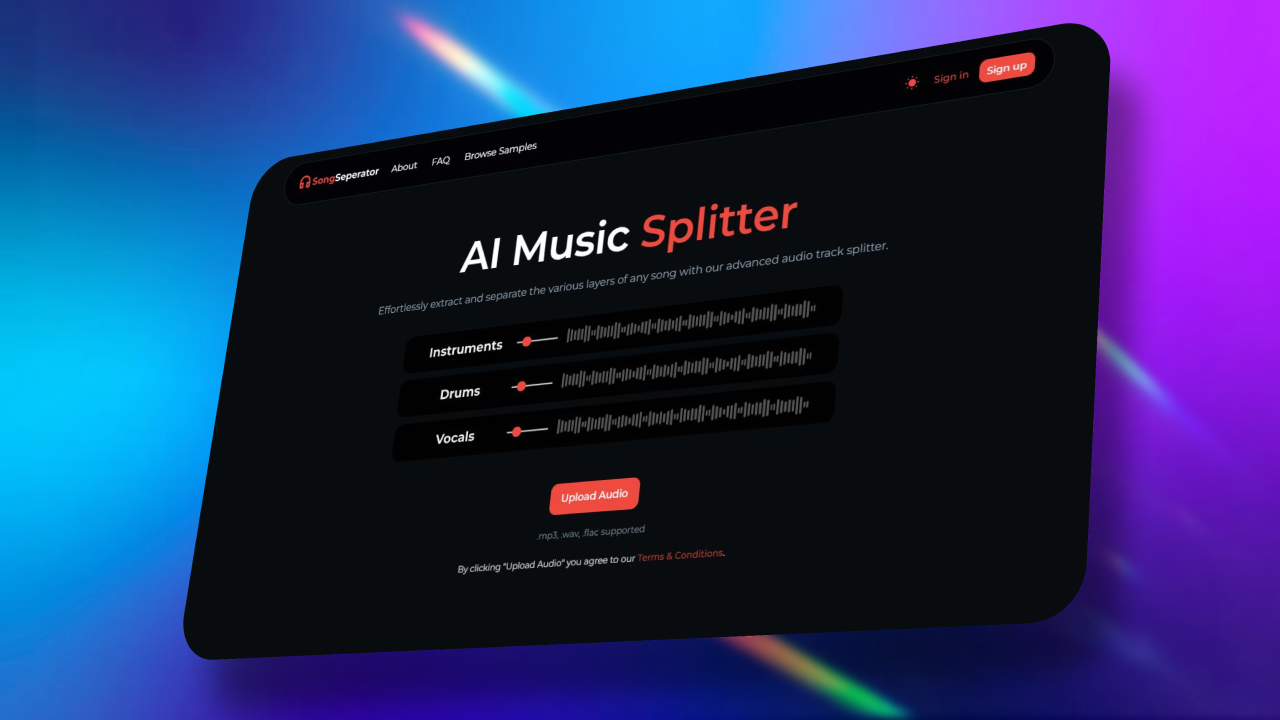 SongSeperator About FAQ Browse Samples Sign in Sign up
AI Music Splitter
Effortlessly extract and separate the various layers of any song with our advanced audio track splitter.
Instruments
Drums
Vocals
Upload Audio
.mp3, .wav, .flac supported
By clicking "Upload Audio" you agree to our Terms & Conditions.